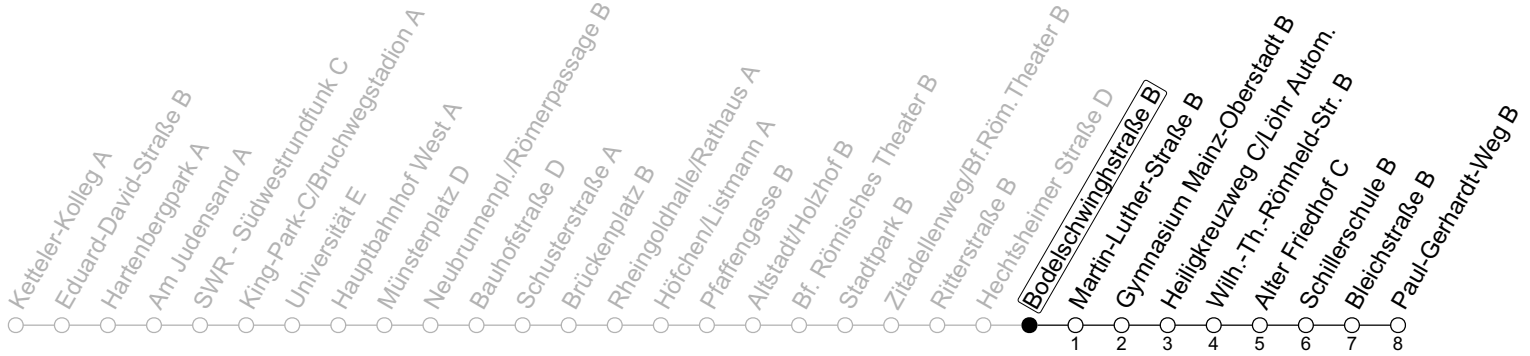 Ketteler-Kolleg A
Eduard-David-Straße B
Hartenbergpark A
Am Judensand A
SWR - Südwestrundfunk C
King-Park-C/Bruchwegstadion A
Universität E
Hauptbahnhof West A
Münsterplatz D
Neubrunnenpl./Römerpassage B
Bauhofstraße D
Schusterstraße A
Brückenplatz B
Rheingoldhalle/Rathaus A
Höfchen/Listmann A
Pfaffengasse B
Altstadt/Holzhof B
Bf. Römisches Theater B
Stadtpark B
Zitadellenweg/Bf. Röm. Theater B
Ritterstraße B
Hechtsheimer Straße D
Bodelschwinghstraße B
Martin-Luther-Straße B
Gymnasium Mainz-Oberstadt B
Heiligkreuzweg C/Löhr Autom.
Wilh.-Th.-Römheld-Str. B
Alter Friedhof C
Schillerschule B
Bleichstraße B
Paul-Gerhardt-Weg B
1 2 3 4 5 6 7 8